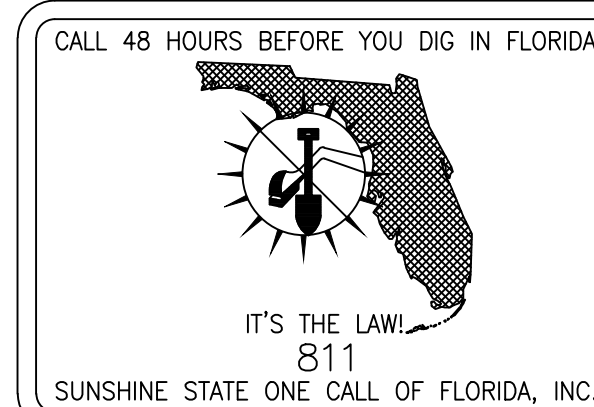 CALL 48 HOURS BEFORE YOU DIG IN FLORIDA
IT'S THE LAW!
811
SUNSHINE STATE ONE CALL OF FLORIDA, INC.